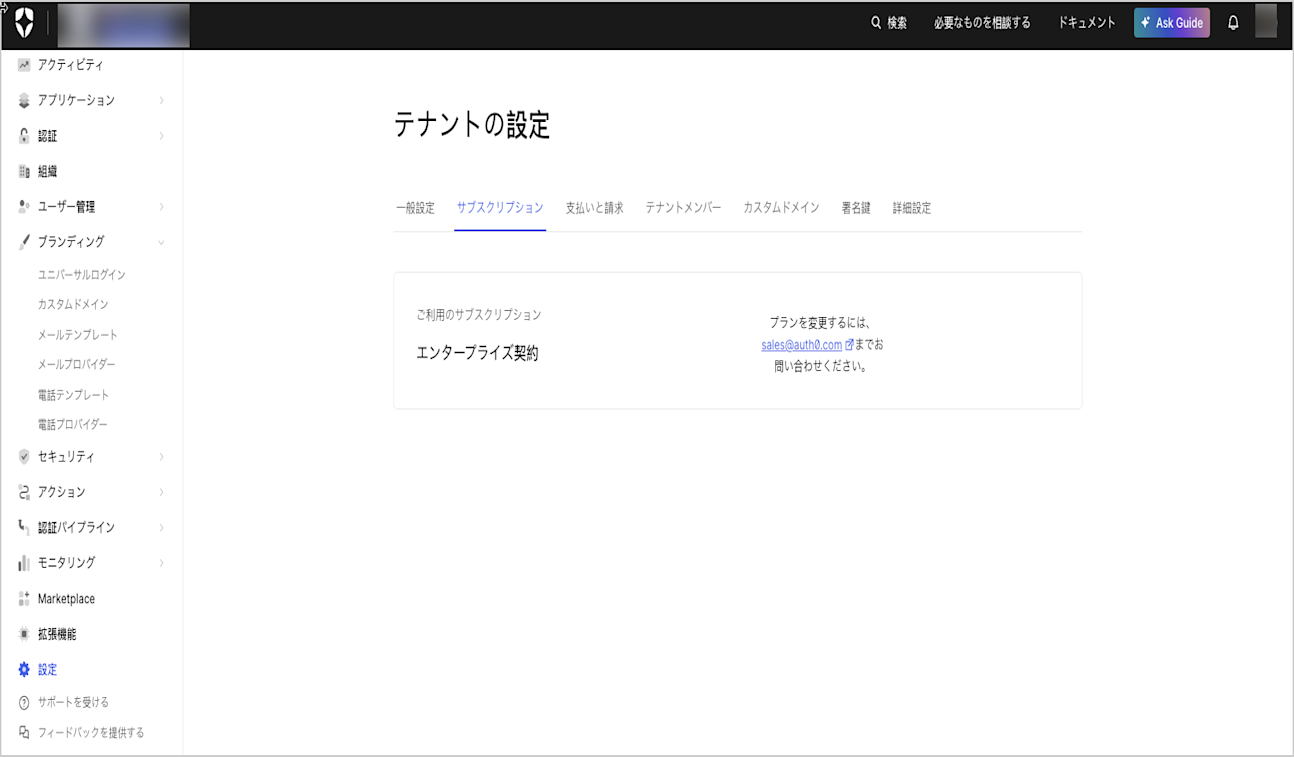 検索
必要なものを相談する
ドキュメント
Ask Guide
アクティビティ
アプリケーション
認証
組織
ユーザー管理
ブランディング
ユニバーサルログイン
カスタムドメイン
メールテンプレート
メールプロバイダー
電話テンプレート
電話プロバイダー
セキュリティ
アクション
認証パイプライン
モニタリング
Marketplace
拡張機能
設定
サポートを受ける
フィードバックを提供する
テナントの設定
一般設定
サブスクリプション
支払いと請求
テナントメンバー
カスタムドメイン
署名鍵
詳細設定
ご利用のサブスクリプション
エンタープライズ契約
プランを変更するには、
sales@auth0.com までお
問い合わせください。